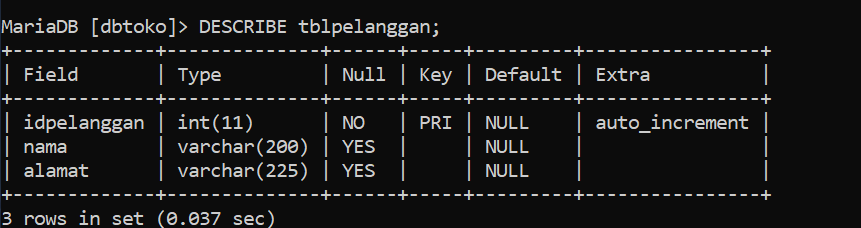 MariaDB [dbtoko]> DESCRIBE tblpelanggan;
+-------------+--------------+------+-----+---------+----------------+
| Field       | Type         | Null | Key | Default | Extra          |
+-------------+--------------+------+-----+---------+----------------+
| idpelanggan | int(11)      | NO   | PRI | NULL    | auto_increment |
| nama        | varchar(200) | YES  |     | NULL    |                |
| alamat      | varchar(225) | YES  |     | NULL    |                |
+-------------+--------------+------+-----+---------+----------------+
3 rows in set (0.037 sec)